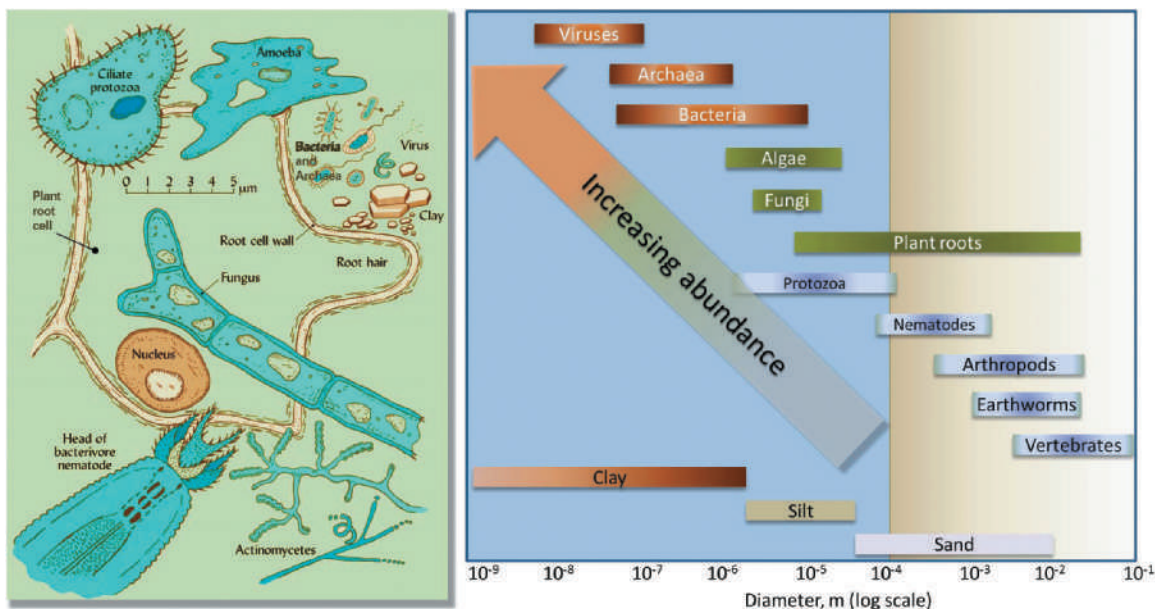 Ciliate
protozoa
Amoeba
Bacteria
and
Archaea
Virus
0 1 2 3 4 5
μm
Clay
Plant
root
cell
Root cell wall
Root hair
Fungus
Nucleus
Head of
bacterivore
nematode
Actinomycetes
Viruses
Archaea
Bacteria
Algae
Fungi
Plant roots
Protozoa
Nematodes
Arthropods
Earthworms
Vertebrates
Increasing abundance
Clay
Silt
Sand
10⁻⁹ 10⁻⁸ 10⁻⁷ 10⁻⁶ 10⁻⁵ 10⁻⁴ 10⁻³ 10⁻² 10⁻¹
Diameter, m (log scale)